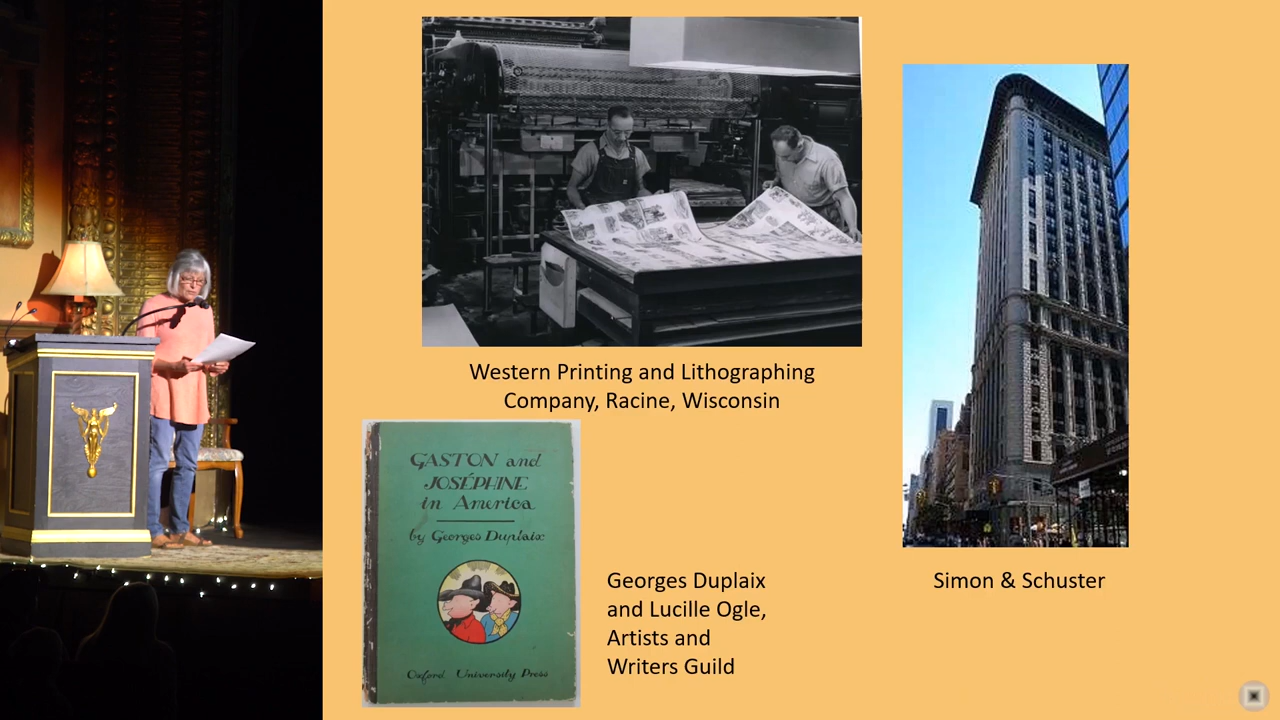 Western Printing and Lithographing
Company, Racine, Wisconsin
GASTON and
JOSÉPHINE
in America
by Georges Duplaix
Oxford University Press
Georges Duplaix
and Lucille Ogle,
Artists and
Writers Guild
Simon & Schuster